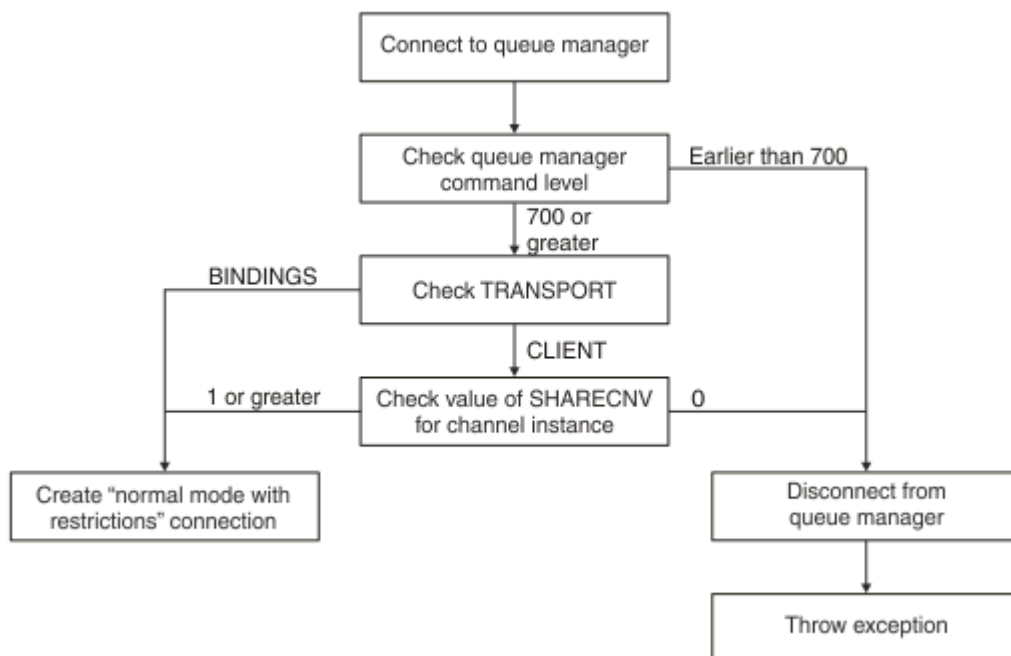 Connect to queue manager
Check queue manager
command level
Earlier than 700
700 or
greater
BINDINGS
Check TRANSPORT
CLIENT
1 or greater
Check value of SHARECNV
for channel instance
0
Create “normal mode with
restrictions” connection
Disconnect from
queue manager
Throw exception